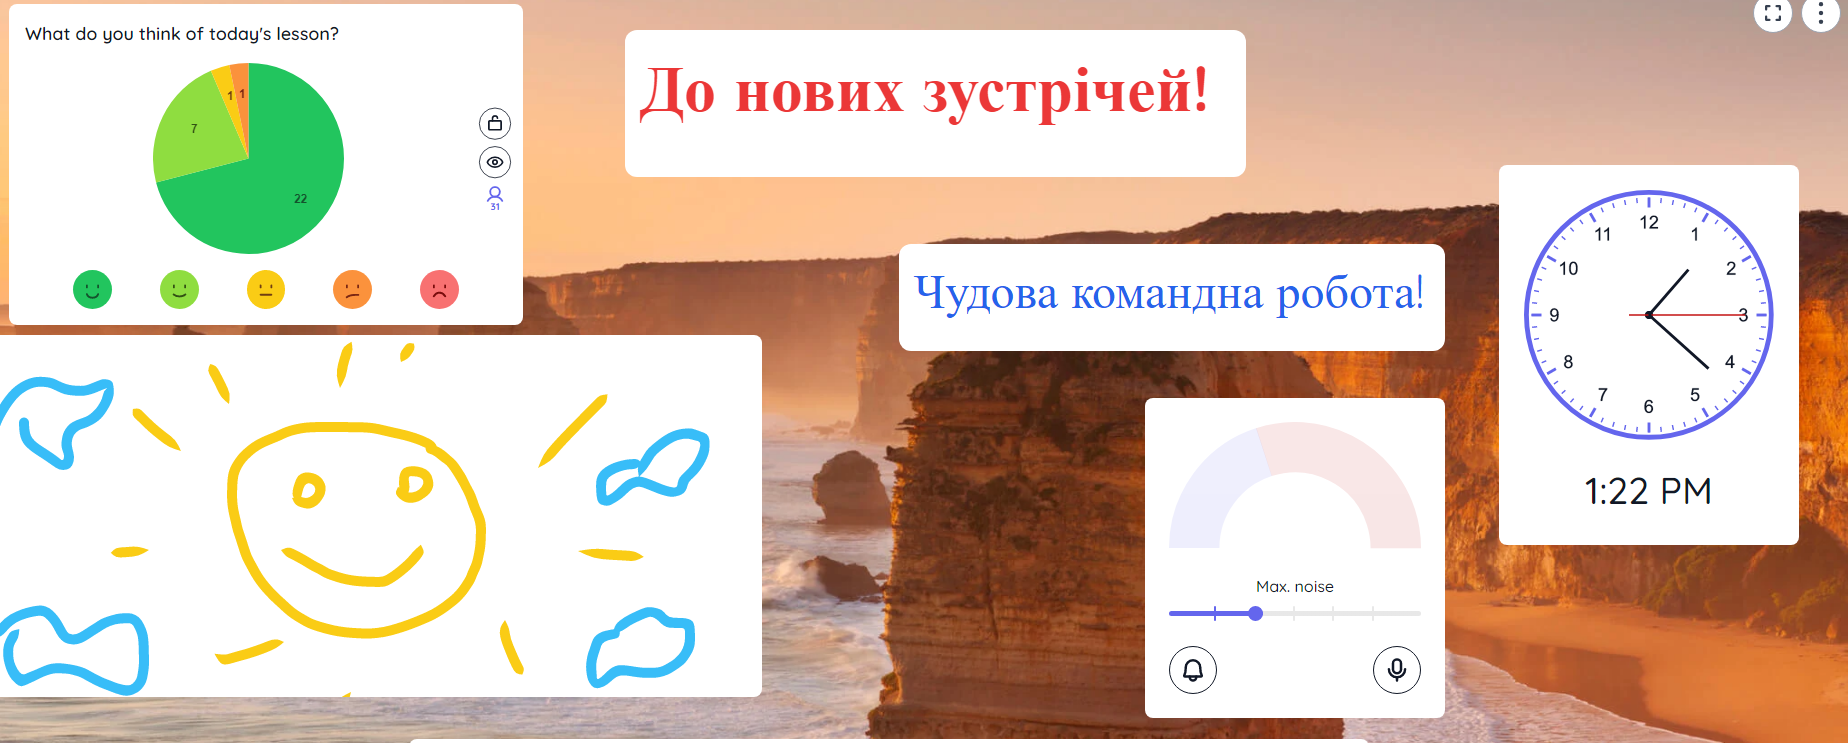 What do you think of today's lesson?
1 1
7
22
31
До нових зустрічей!
Чудова командна робота!
12
11 1
10 2
9 3
8 4
7 5
6
1:22 PM
Max. noise